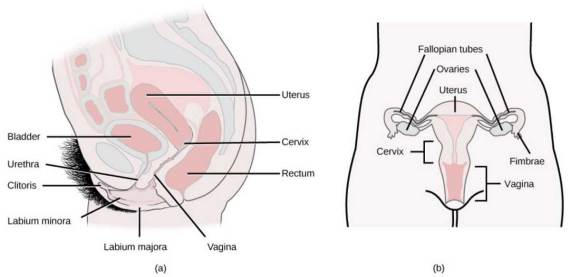 Uterus
Bladder
Cervix
Urethra
Rectum
Clitoris
Labium minora
Labium majora
Vagina
(a)
Fallopian tubes
Ovaries
Uterus
Cervix
Fimbrae
Vagina
(b)